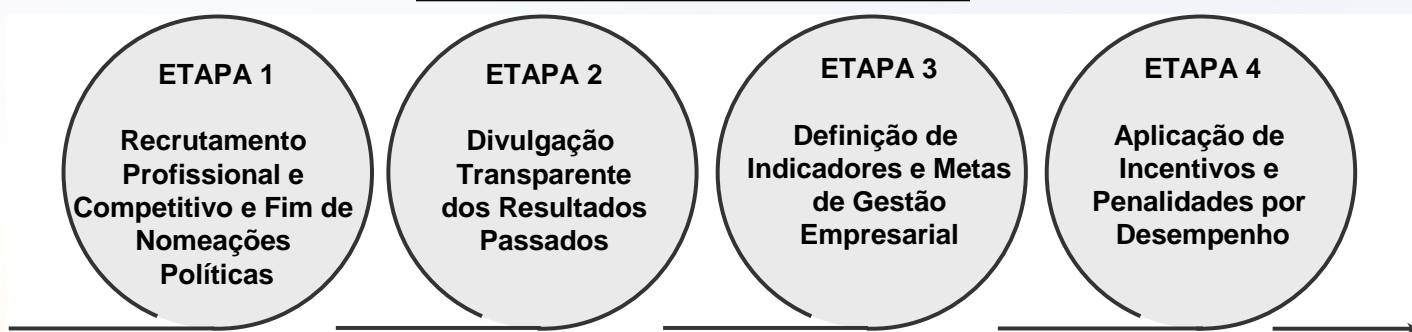 ETAPA 1
Recrutamento
Profissional e
Competitivo e Fim de
Nomeações
Políticas
ETAPA 2
Divulgação
Transparente
dos Resultados
Passados
ETAPA 3
Definição de
Indicadores e Metas
de Gestão
Empresarial
ETAPA 4
Aplicação de
Incentivos e
Penalidades por
Desempenho